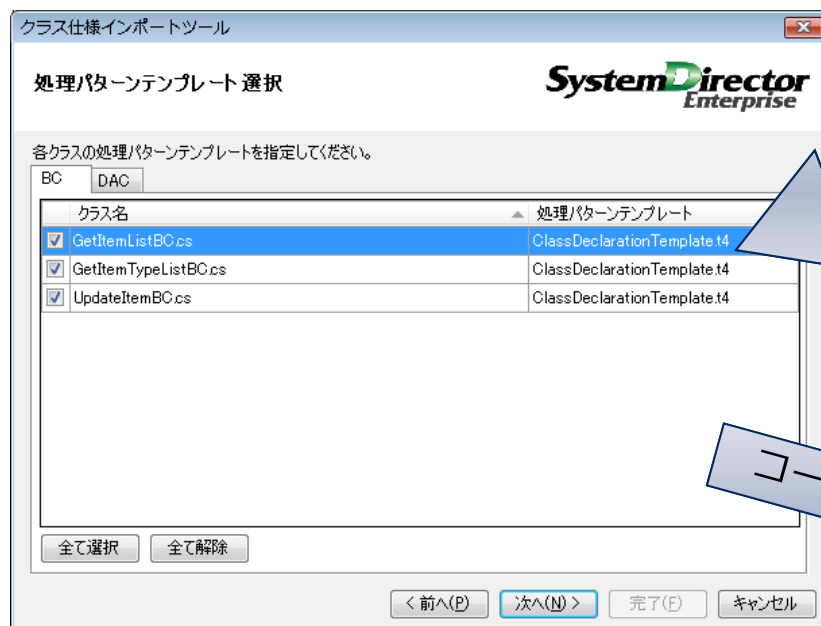 クラス仕様インポートツール
処理パターンテンプレート選択
SystemDirector
Enterprise
各クラスの処理パターンテンプレートを指定してください。
BC DAC
クラス名 処理パターンテンプレート
GetItemListBC.cs ClassDeclarationTemplate.t4
GetItemTypeListBC.cs ClassDeclarationTemplate.t4
UpdateItemBC.cs ClassDeclarationTemplate.t4
コー
全て選択 全て解除
< 前へ(P) 次へ(N) > 完了(F) キャンセル